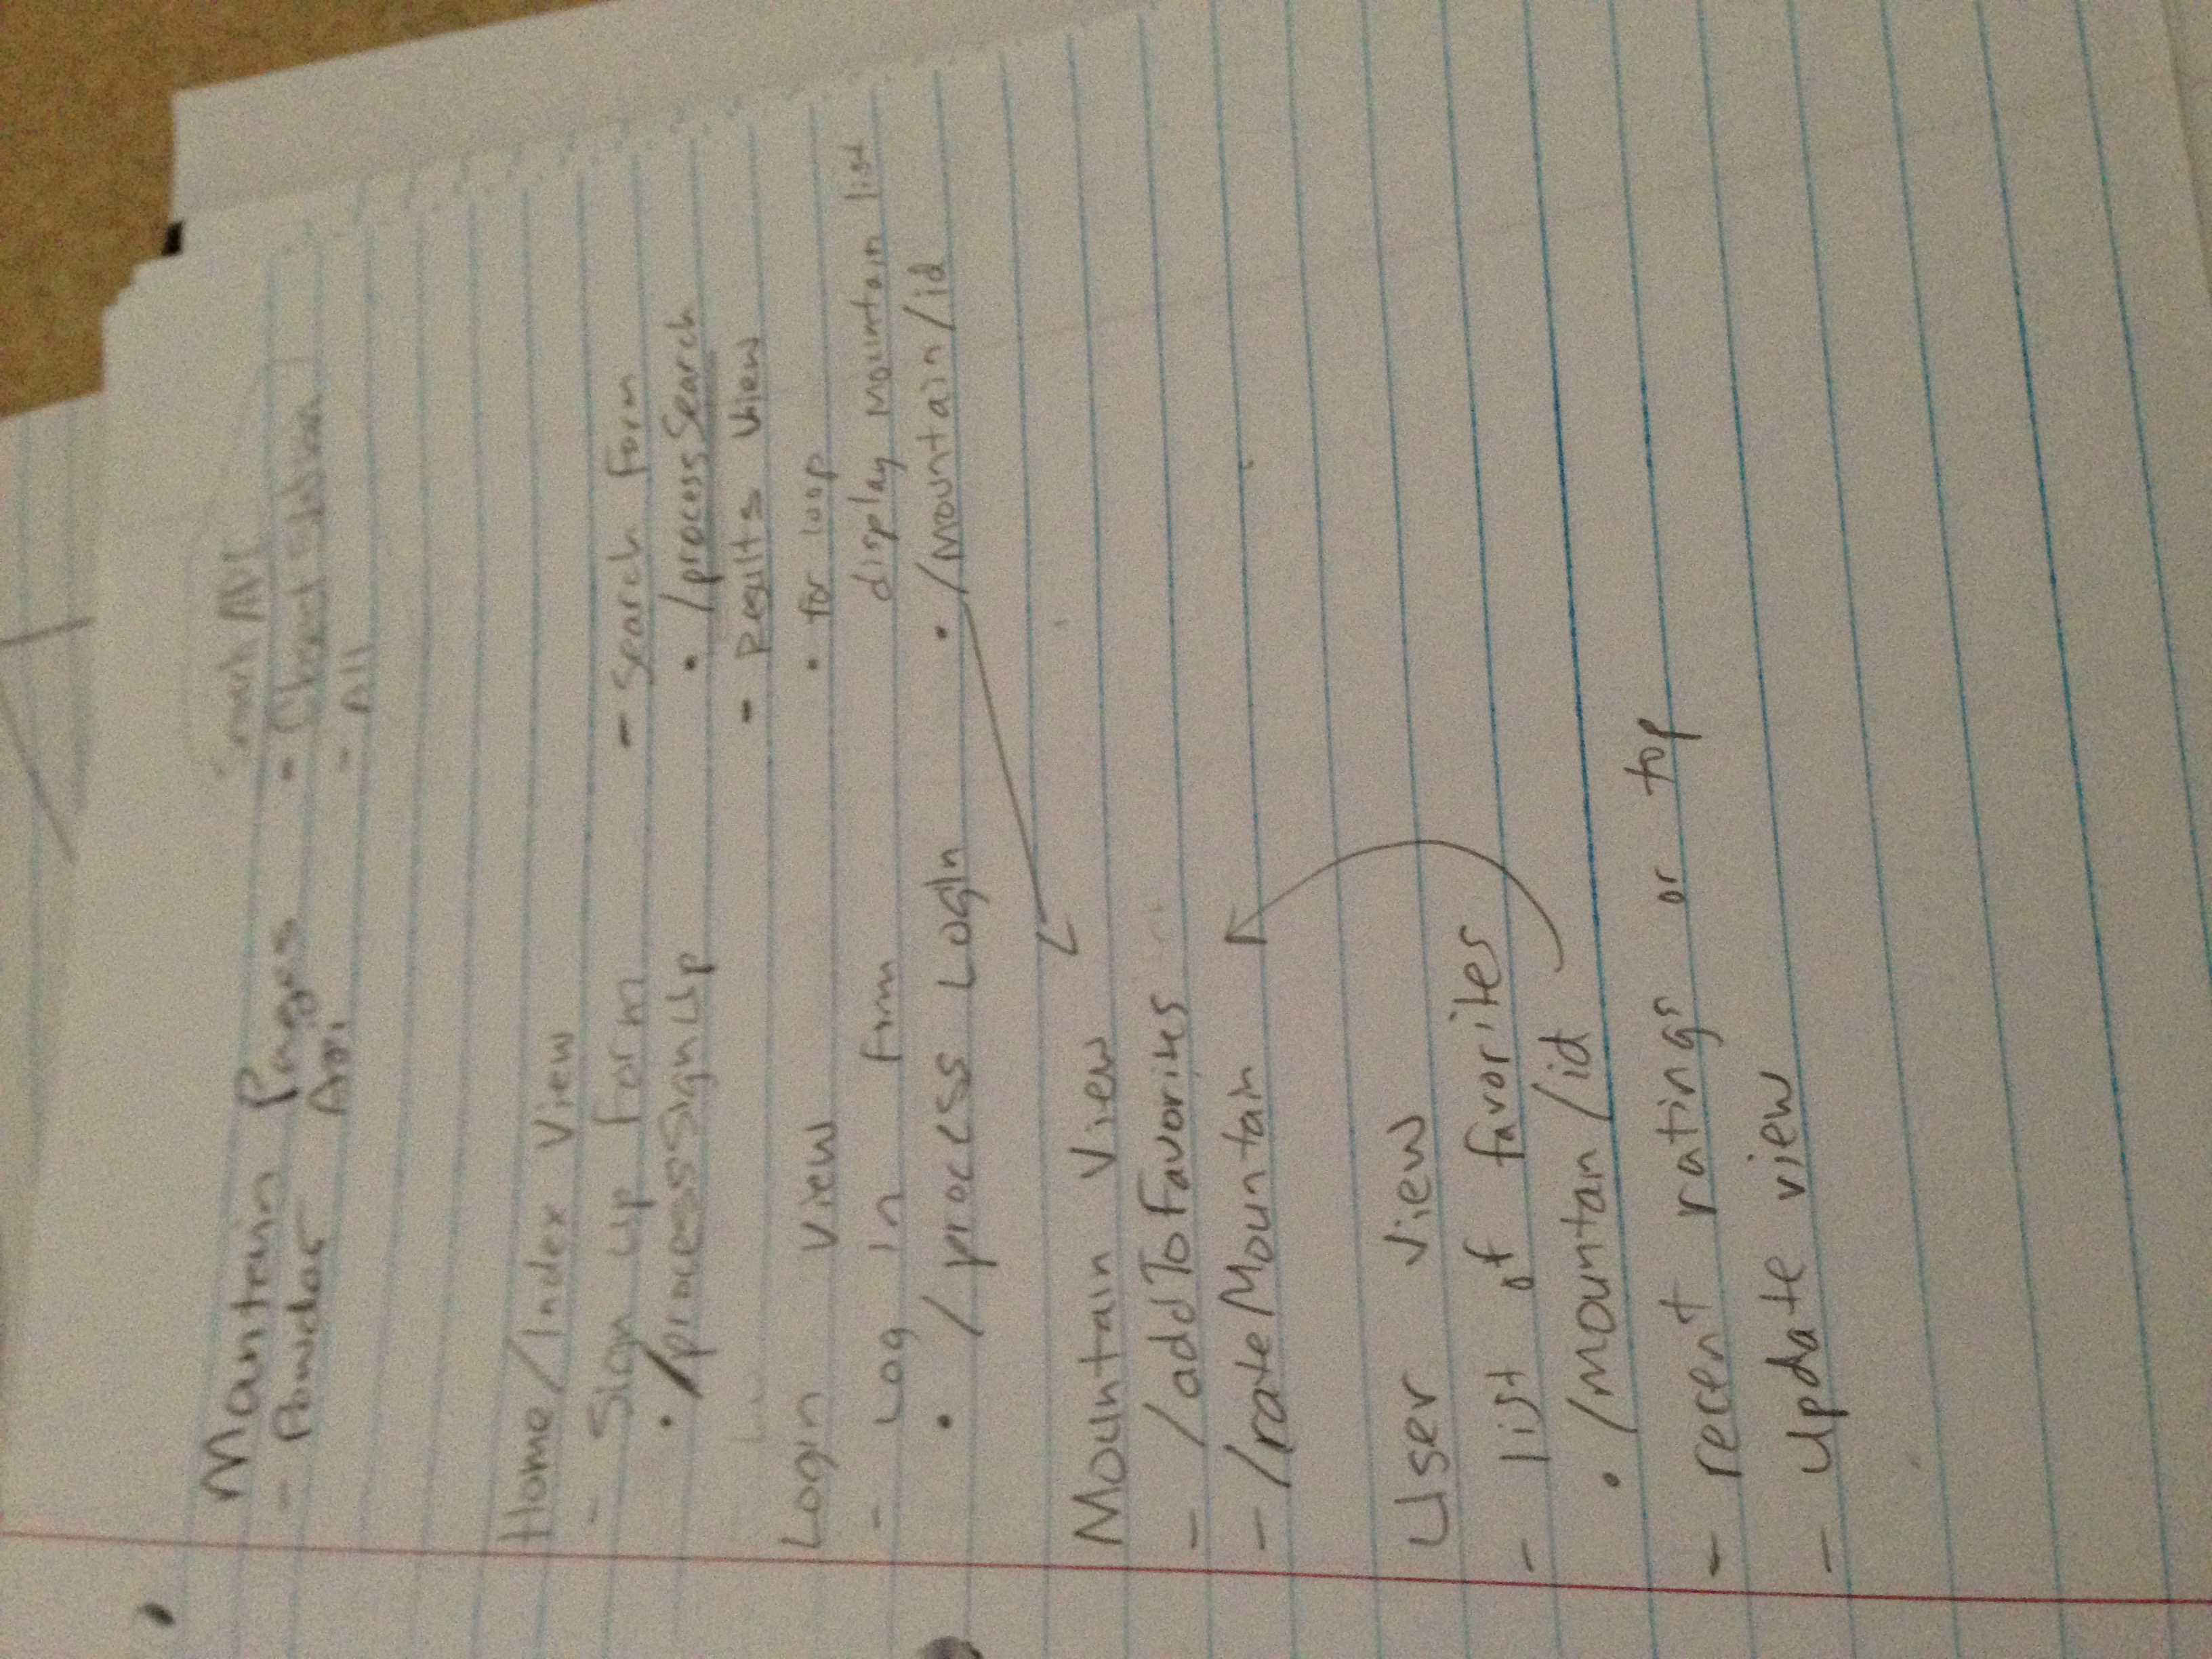 Mantain Pages
- Powder Api
Search API
- Closest Station
- All
Home/Index View
- Sign up Form
• /processSignUp
- Search Form
• /processSearch
- Results View
• for loop
display Mountain list
• /Mountain/id
Login View
- Log In form
• /process LogIn
Mountain View
- /addToFavorites
- /rateMountain
User View
- list of favorites
• /mountan/id
- recent ratings or top
- Update view